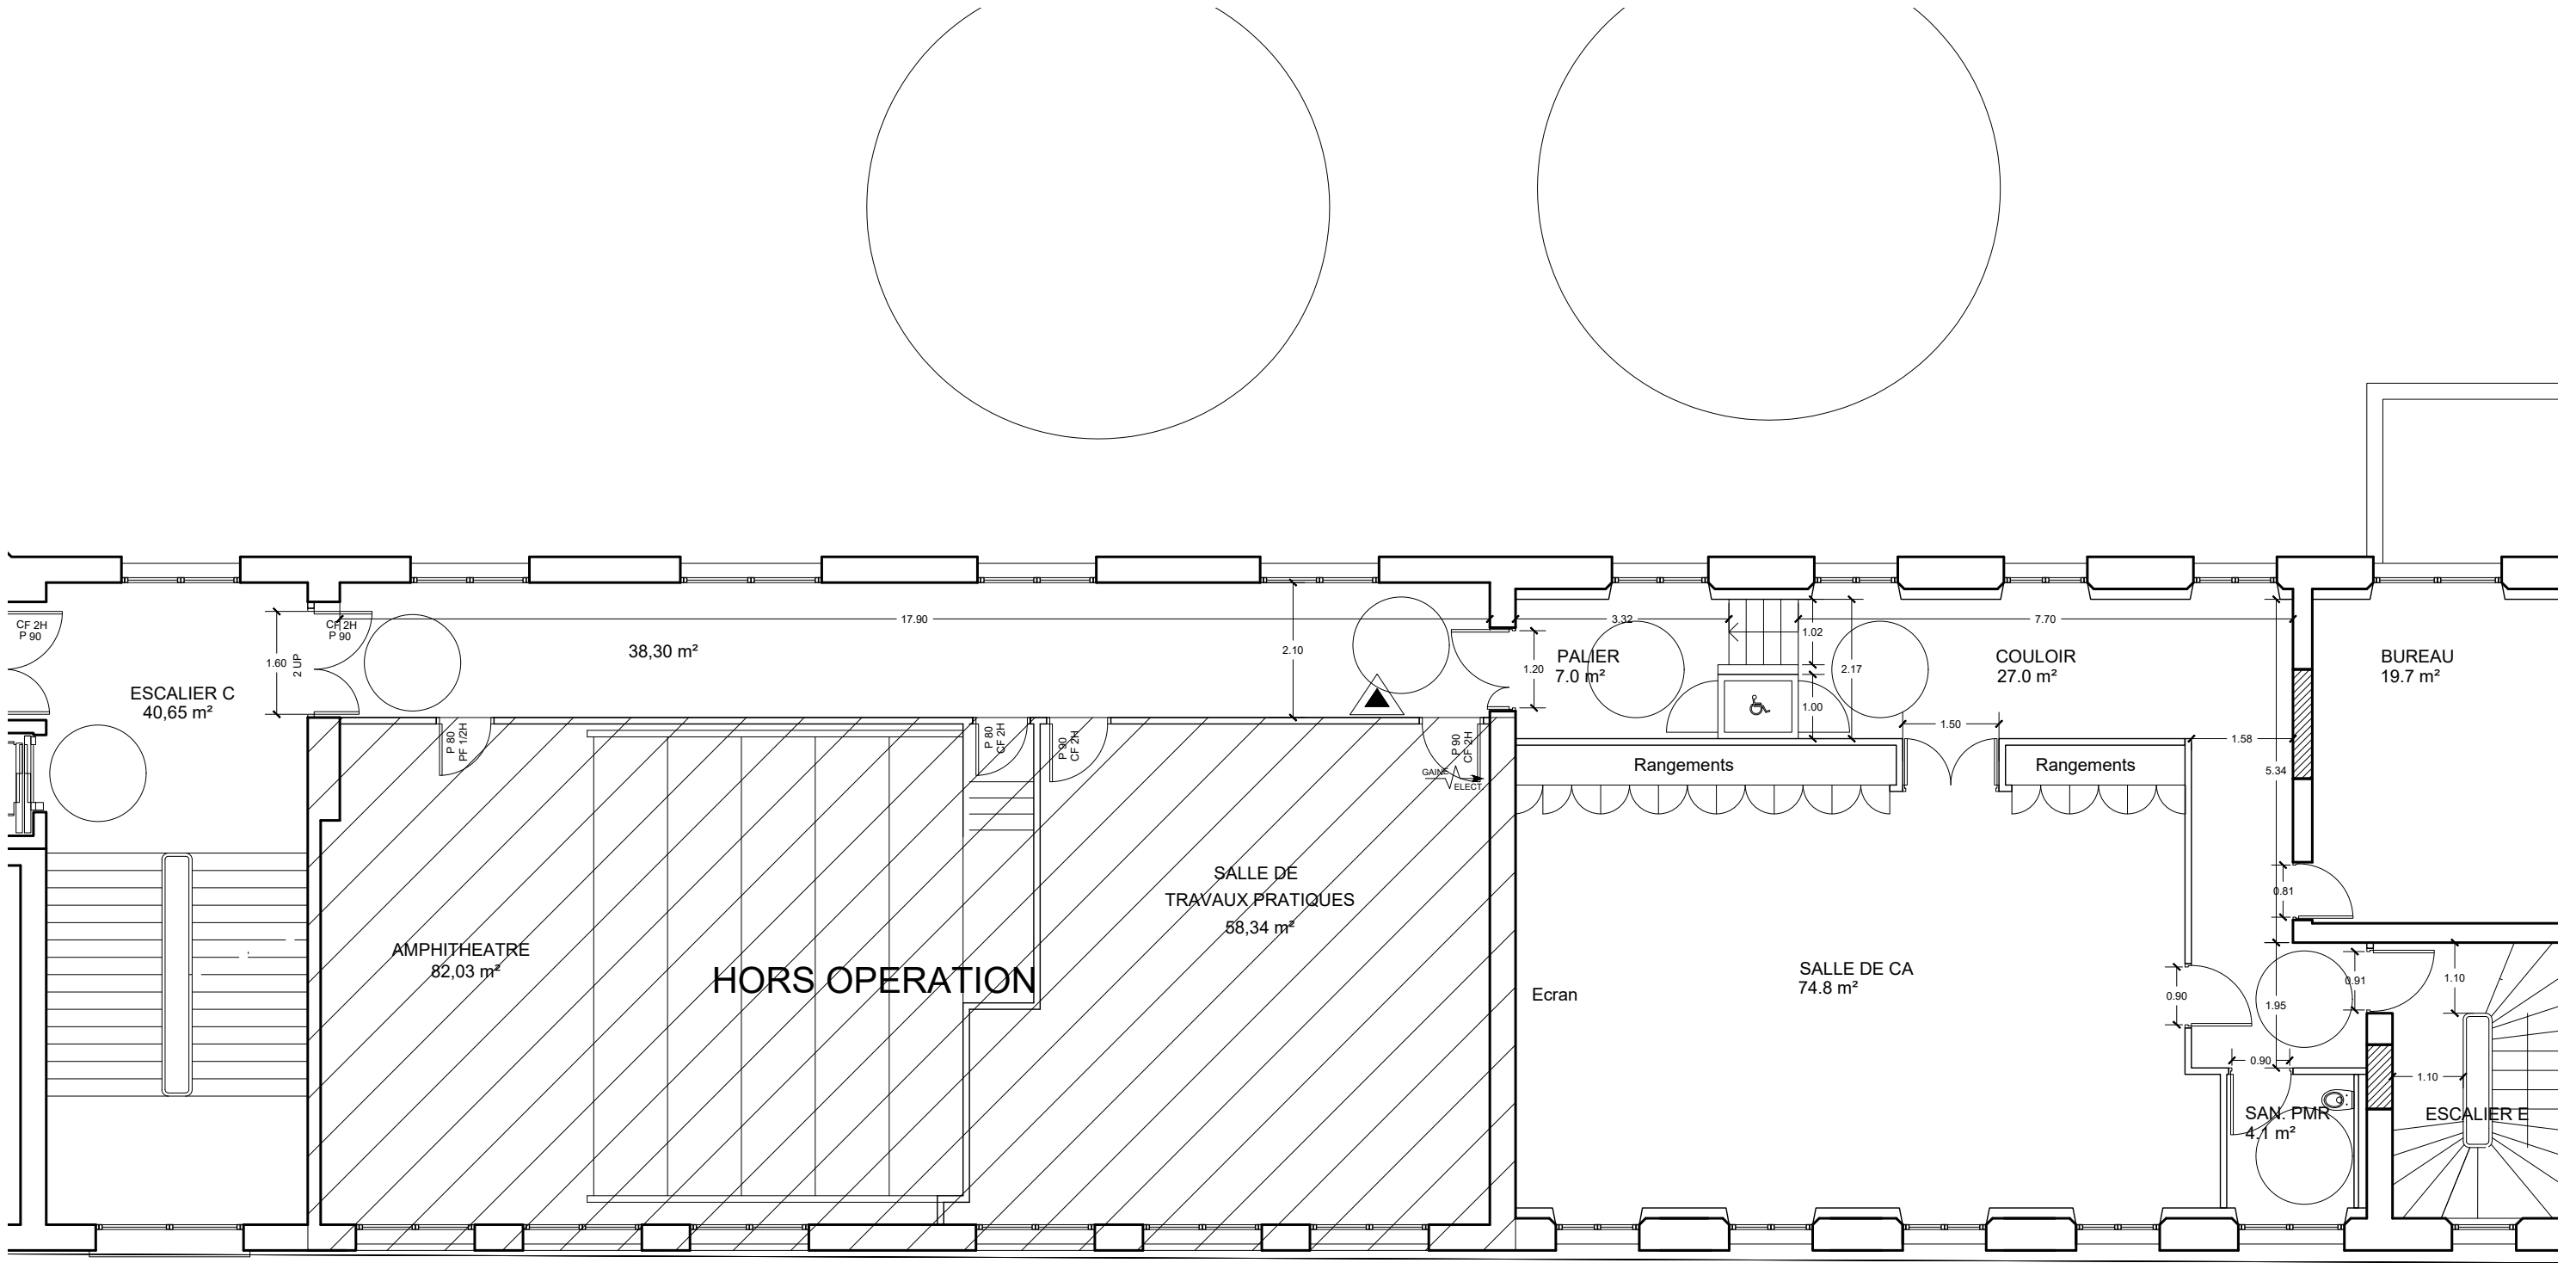 CF 2H
P 90
1.60
2 UP
CF 2H
P 90
17.90
3.32
1.02
7.70
ESCALIER C
40,65 m²
38,30 m²
2.10
1.20
PALIER
7.0 m²
2.17
1.00
COULOIR
27.0 m²
BUREAU
19.7 m²
1.50
1.58
P 80
PF 1/2H
P 80
CF 2H
P 90
CF 2H
P 90
CF 2H
GAINE
ELECT
Rangements
Rangements
5.34
0.81
SALLE DE
TRAVAUX PRATIQUES
58,34 m²
AMPHITHEATRE
82,03 m²
HORS OPERATION
Ecran
SALLE DE CA
74.8 m²
0.90
1.95
0.91
1.10
0.90
1.10
SAN. PMR
4.1 m²
ESCALIER E